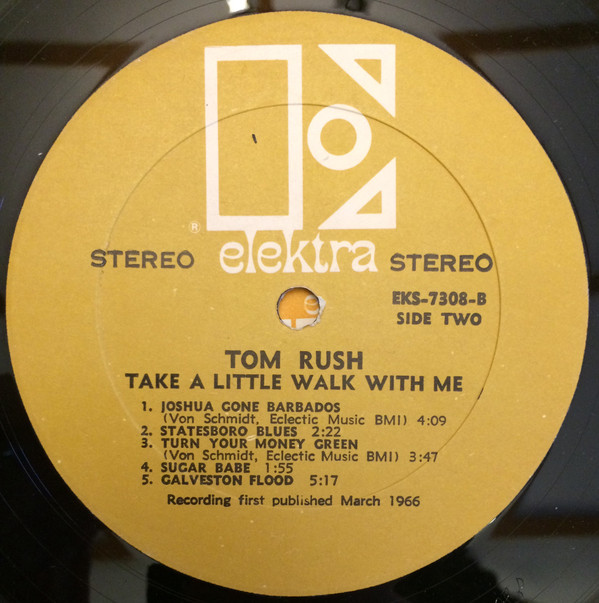 ®
STEREO elektra STEREO
EKS-7308-B
SIDE TWO
TOM RUSH
TAKE A LITTLE WALK WITH ME
1. JOSHUA GONE BARBADOS
(Von Schmidt, Eclectic Music BMI) 4:09
2. STATESBORO BLUES 2:22
3. TURN YOUR MONEY GREEN
(Von Schmidt, Eclectic Music BMI) 3:47
4. SUGAR BABE 1:55
5. GALVESTON FLOOD 5:17
Recording first published March 1966